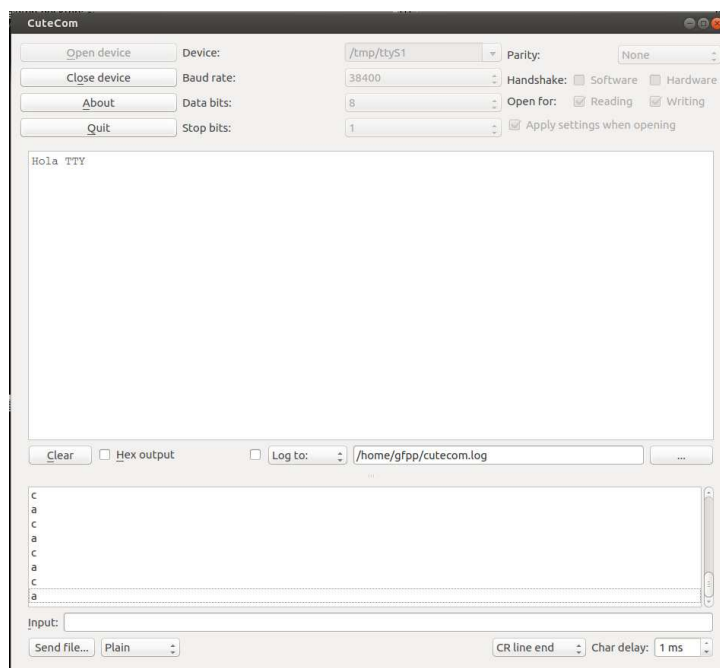 CuteCom
Open device Device: /tmp/ttyS1 Parity: None
Close device Baud rate: 38400 Handshake: Software Hardware
About Data bits: 8 Open for: Reading Writing
Quit Stop bits: 1 Apply settings when opening
Hola TTY
Clear Hex output Log to: /home/gfpp/cutecom.log ...
c
a
c
a
c
a
c
a
Input:
Send file... Plain CR line end Char delay: 1 ms